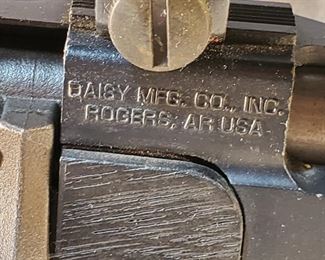 DAISY MFG. CO., INC.
ROGERS, AR USA